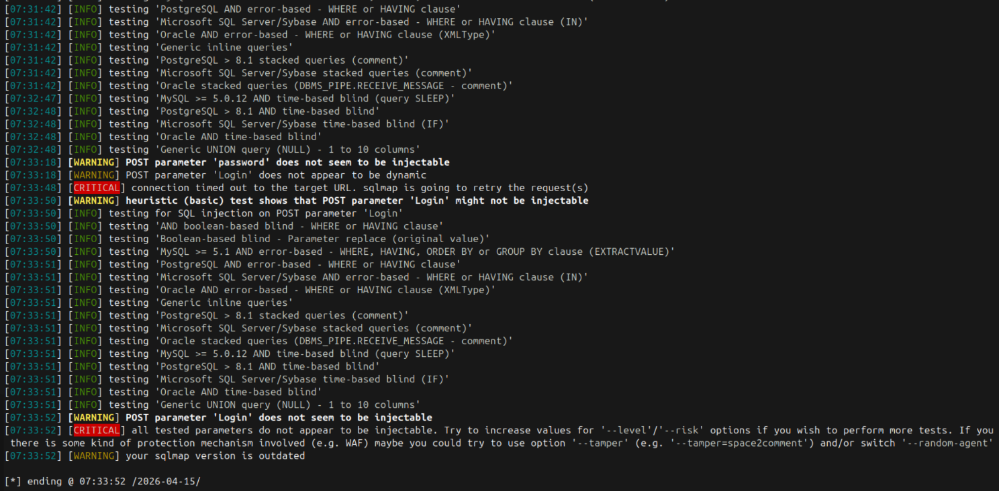 [07:31:42] [INFO] testing 'PostgreSQL AND error-based - WHERE or HAVING clause'
[07:31:42] [INFO] testing 'Microsoft SQL Server/Sybase AND error-based - WHERE or HAVING clause (IN)'
[07:31:42] [INFO] testing 'Oracle AND error-based - WHERE or HAVING clause (XMLType)'
[07:31:42] [INFO] testing 'Generic inline queries'
[07:31:42] [INFO] testing 'PostgreSQL > 8.1 stacked queries (comment)'
[07:31:42] [INFO] testing 'Microsoft SQL Server/Sybase stacked queries (comment)'
[07:31:42] [INFO] testing 'Oracle stacked queries (DBMS_PIPE.RECEIVE_MESSAGE - comment)'
[07:32:47] [INFO] testing 'MySQL >= 5.0.12 AND time-based blind (query SLEEP)'
[07:32:48] [INFO] testing 'PostgreSQL > 8.1 AND time-based blind'
[07:32:48] [INFO] testing 'Microsoft SQL Server/Sybase time-based blind (IF)'
[07:32:48] [INFO] testing 'Oracle AND time-based blind'
[07:32:48] [INFO] testing 'Generic UNION query (NULL) - 1 to 10 columns'
[07:33:18] [WARNING] POST parameter 'password' does not seem to be injectable
[07:33:18] [WARNING] POST parameter 'Login' does not appear to be dynamic
[07:33:48] [CRITICAL] connection timed out to the target URL. sqlmap is going to retry the request(s)
[07:33:50] [WARNING] heuristic (basic) test shows that POST parameter 'Login' might not be injectable
[07:33:50] [INFO] testing for SQL injection on POST parameter 'Login'
[07:33:50] [INFO] testing 'AND boolean-based blind - WHERE or HAVING clause'
[07:33:50] [INFO] testing 'Boolean-based blind - Parameter replace (original value)'
[07:33:50] [INFO] testing 'MySQL >= 5.1 AND error-based - WHERE, HAVING, ORDER BY or GROUP BY clause (EXTRACTVALUE)'
[07:33:51] [INFO] testing 'PostgreSQL AND error-based - WHERE or HAVING clause'
[07:33:51] [INFO] testing 'Microsoft SQL Server/Sybase AND error-based - WHERE or HAVING clause (IN)'
[07:33:51] [INFO] testing 'Oracle AND error-based - WHERE or HAVING clause (XMLType)'
[07:33:51] [INFO] testing 'Generic inline queries'
[07:33:51] [INFO] testing 'PostgreSQL > 8.1 stacked queries (comment)'
[07:33:51] [INFO] testing 'Microsoft SQL Server/Sybase stacked queries (comment)'
[07:33:51] [INFO] testing 'Oracle stacked queries (DBMS_PIPE.RECEIVE_MESSAGE - comment)'
[07:33:51] [INFO] testing 'MySQL >= 5.0.12 AND time-based blind (query SLEEP)'
[07:33:51] [INFO] testing 'PostgreSQL > 8.1 AND time-based blind'
[07:33:51] [INFO] testing 'Microsoft SQL Server/Sybase time-based blind (IF)'
[07:33:51] [INFO] testing 'Oracle AND time-based blind'
[07:33:51] [INFO] testing 'Generic UNION query (NULL) - 1 to 10 columns'
[07:33:52] [WARNING] POST parameter 'Login' does not seem to be injectable
[07:33:52] [CRITICAL] all tested parameters do not appear to be injectable. Try to increase values for '--level'/'--risk' options if you wish to perform more tests. If you
there is some kind of protection mechanism involved (e.g. WAF) maybe you could try to use option '--tamper' (e.g. '--tamper=space2comment') and/or switch '--random-agent'
[07:33:52] [WARNING] your sqlmap version is outdated
[*] ending @ 07:33:52 /2026-04-15/